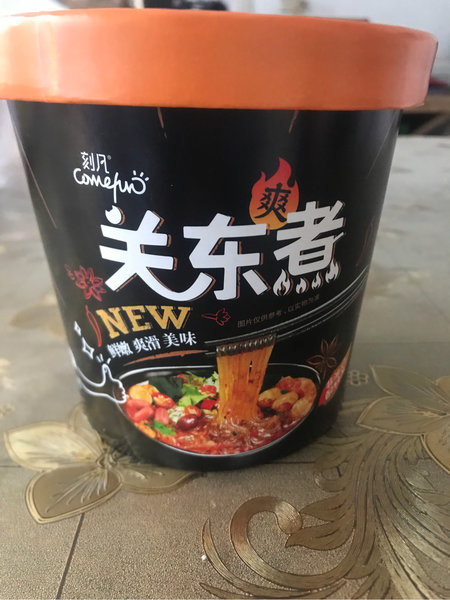 刻凡®
Comefun
爽
关东煮
NEW
图片仅供参考，以实物为准
鲜嫩 爽滑 美味